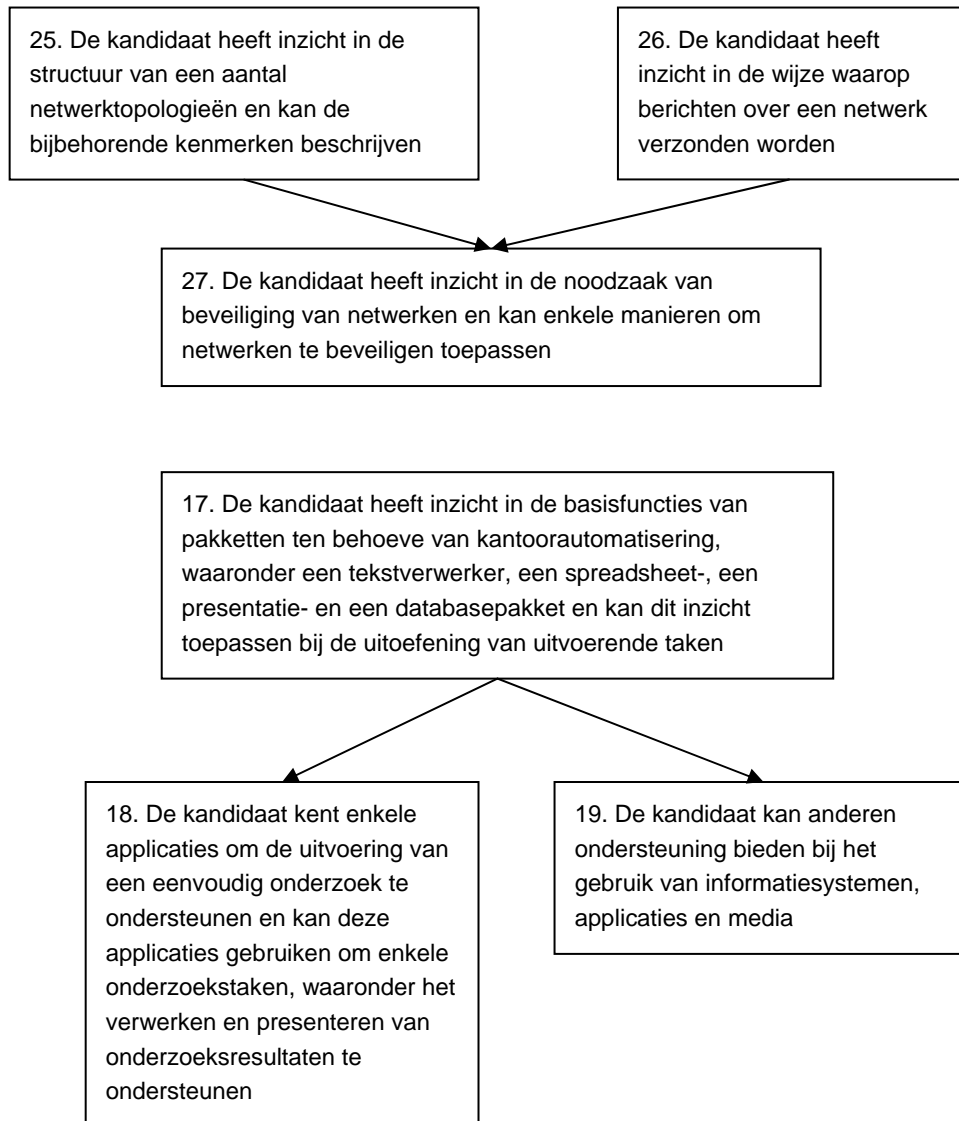 25. De kandidaat heeft inzicht in de
structuur van een aantal
netwerktopologieën en kan de
bijbehorende kenmerken beschrijven
26. De kandidaat heeft
inzicht in de wijze waarop
berichten over een netwerk
verzonden worden
27. De kandidaat heeft inzicht in de noodzaak van
beveiliging van netwerken en kan enkele manieren om
netwerken te beveiligen toepassen
17. De kandidaat heeft inzicht in de basisfuncties van
pakketten ten behoeve van kantoorautomatisering,
waaronder een tekstverwerker, een spreadsheet-, een
presentatie- en een databasepakket en kan dit inzicht
toepassen bij de uitoefening van uitvoerende taken
18. De kandidaat kent enkele
applicaties om de uitvoering van
een eenvoudig onderzoek te
ondersteunen en kan deze
applicaties gebruiken om enkele
onderzoekstaken, waaronder het
verwerken en presenteren van
onderzoeksresultaten te
ondersteunen
19. De kandidaat kan anderen
ondersteuning bieden bij het
gebruik van informatiesystemen,
applicaties en media